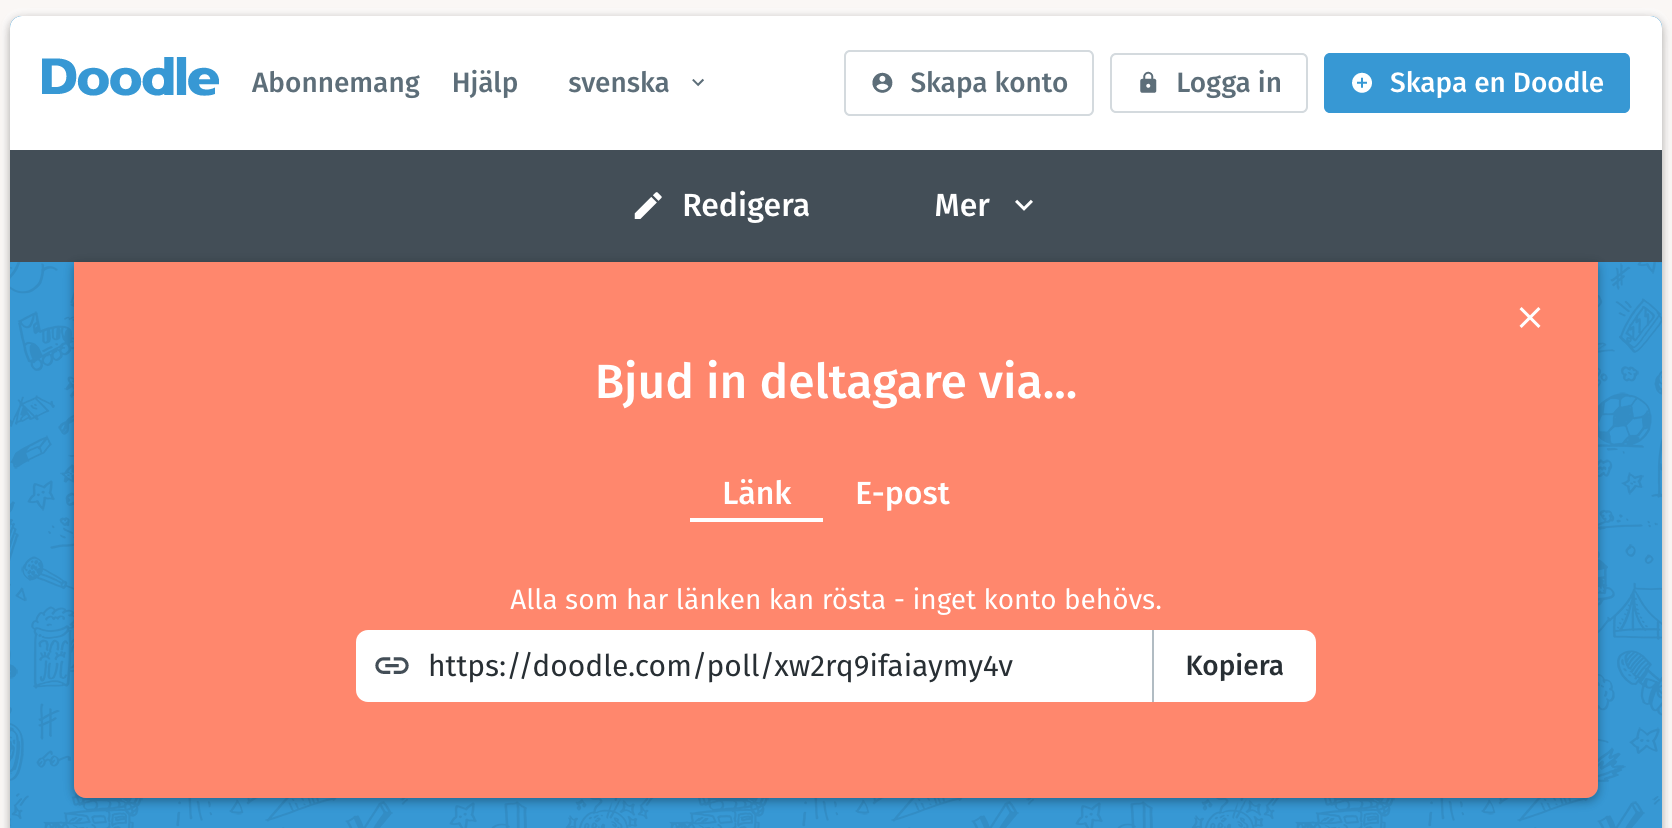 Doodle Abonnemang Hjälp svenska Skapa konto Logga in Skapa en Doodle
Redigera Mer
Bjud in deltagare via...
Länk E-post
Alla som har länken kan rösta - inget konto behövs.
https://doodle.com/poll/xw2rq9ifaiaymy4v Kopiera